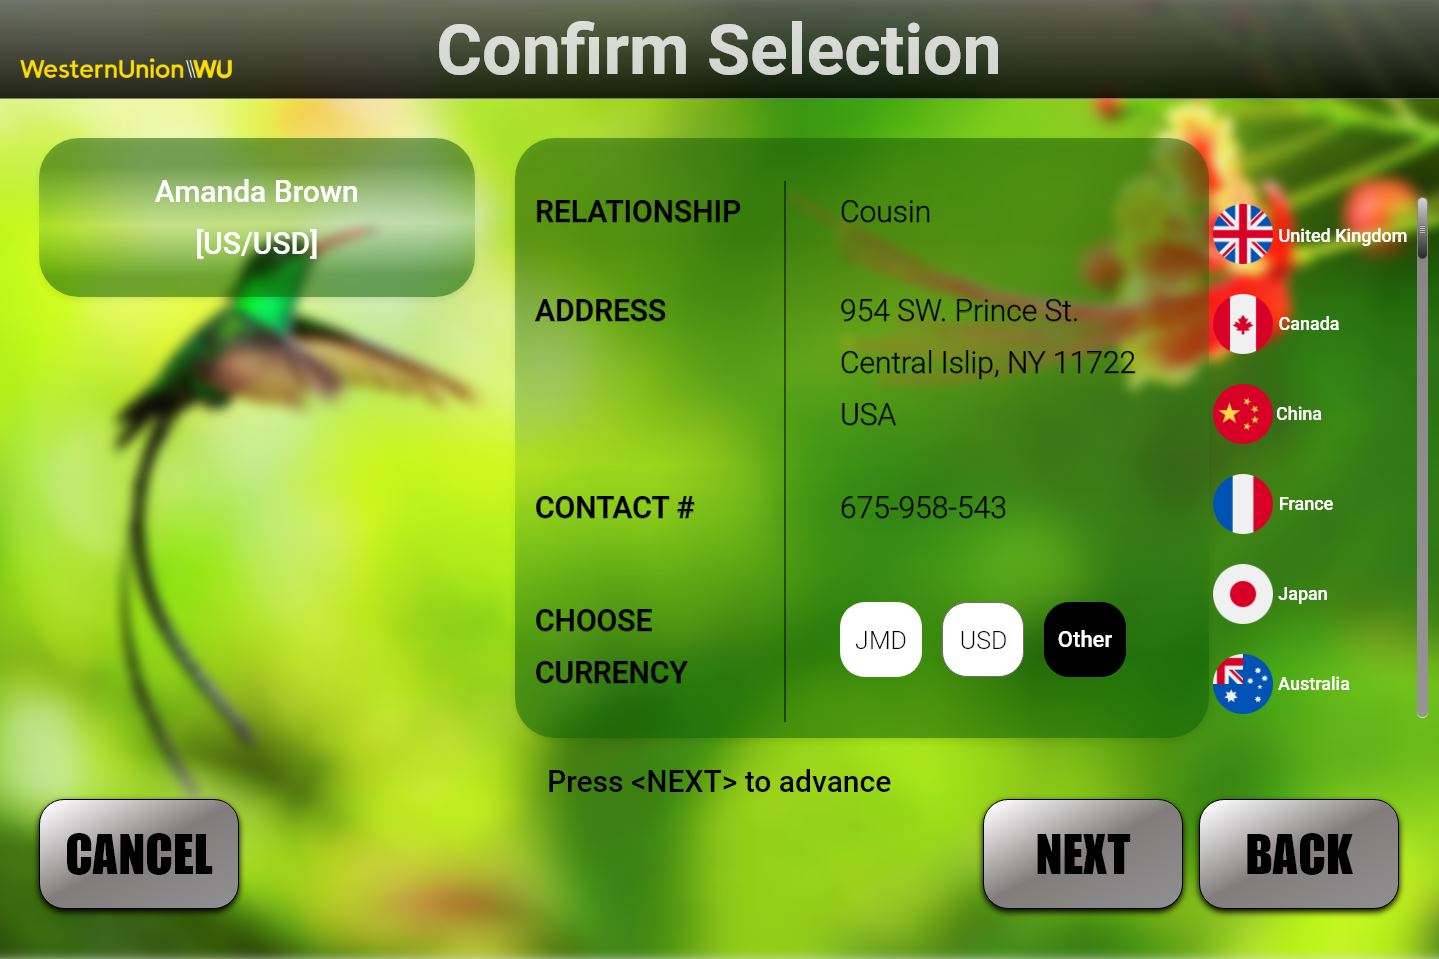 Confirm Selection
WesternUnion\\WU
Amanda Brown
[US/USD]
RELATIONSHIP
Cousin
ADDRESS
954 SW. Prince St.
Central Islip, NY 11722
USA
CONTACT #
675-958-543
CHOOSE
CURRENCY
JMD
USD
Other
United Kingdom
Canada
China
France
Japan
Australia
Press <NEXT> to advance
CANCEL
NEXT
BACK